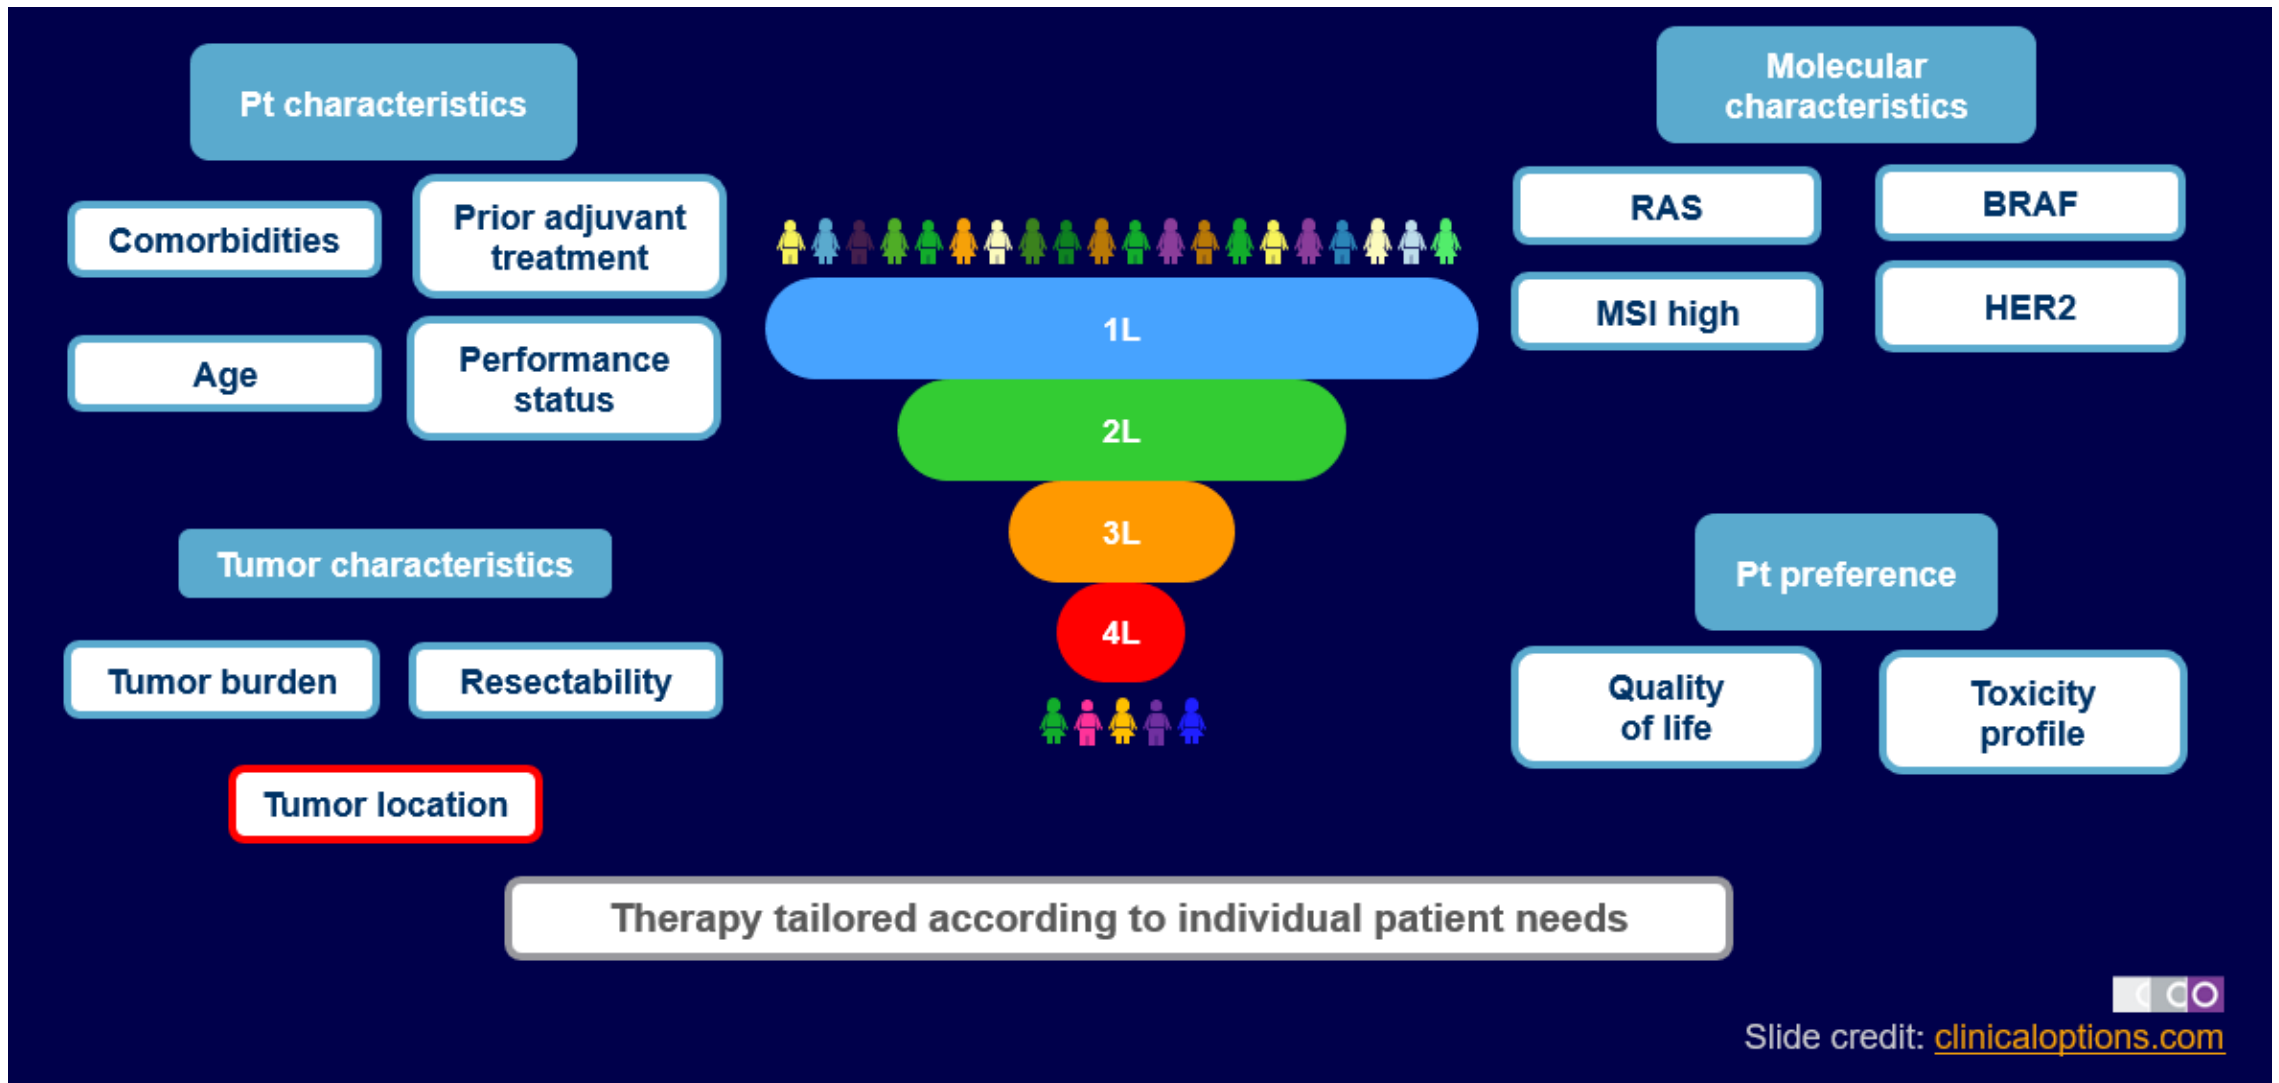 Pt characteristics
Comorbidities
Prior adjuvant
treatment
Age
Performance
status
Tumor characteristics
Tumor burden
Resectability
Tumor location
1L
2L
3L
4L
Molecular
characteristics
RAS
BRAF
MSI high
HER2
Pt preference
Quality
of life
Toxicity
profile
Therapy tailored according to individual patient needs
CCO
Slide credit: clinicaloptions.com